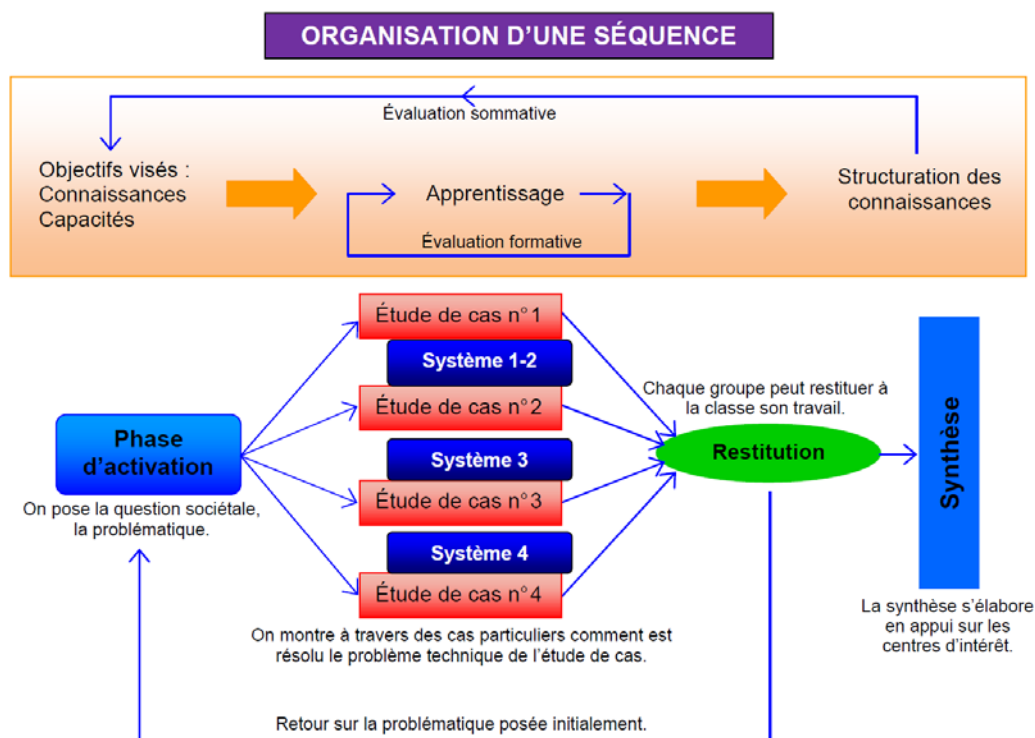 ORGANISATION D'UNE SÉQUENCE
Évaluation sommative
Objectifs visés :
Connaissances
Capacités
Apprentissage
Évaluation formative
Structuration des
connaissances
Phase
d'activation
On pose la question sociétale,
la problématique.
Étude de cas n°1
Système 1-2
Étude de cas n°2
Système 3
Étude de cas n°3
Système 4
Étude de cas n°4
On montre à travers des cas particuliers comment est
résolu le problème technique de l'étude de cas.
Chaque groupe peut restituer à
la classe son travail.
Restitution
Synthèse
La synthèse s'élabore
en appui sur les
centres d'intérêt.
Retour sur la problématique posée initialement.